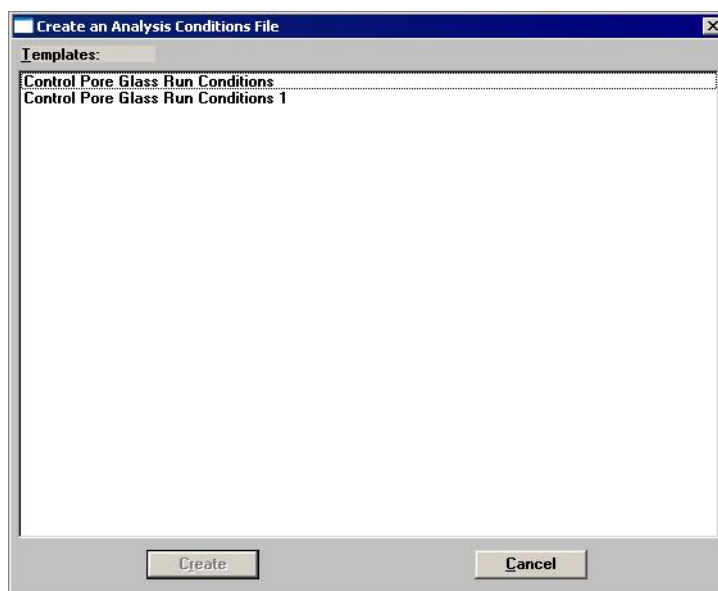 Create an Analysis Conditions File
Templates:
Control Pore Glass Run Conditions
Control Pore Glass Run Conditions 1
Create
Cancel